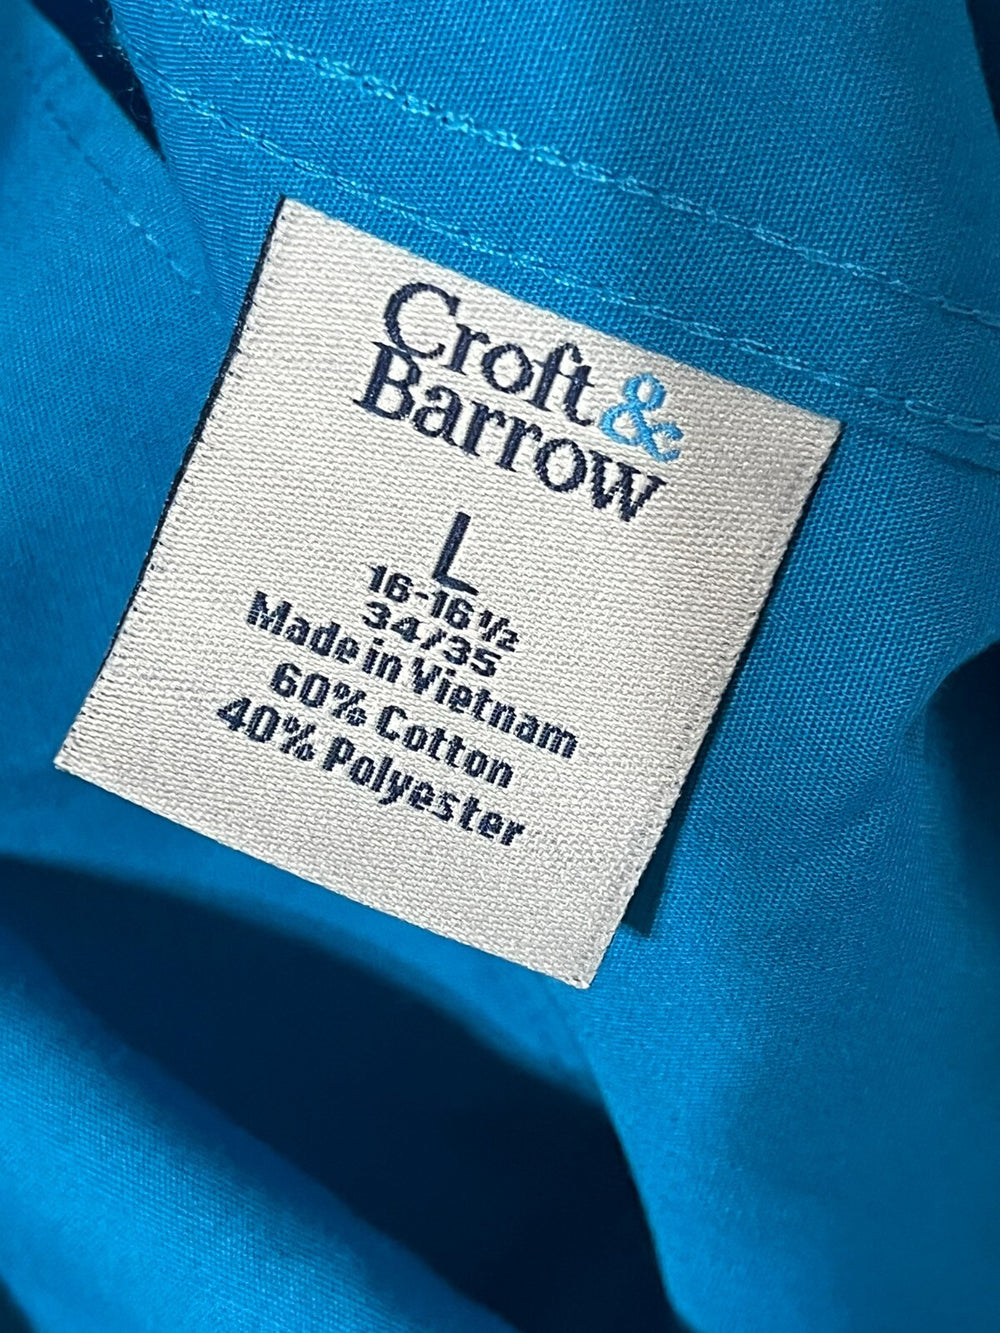 Croft &
Barrow
L
16-16 ½
34/35
Made in Vietnam
60% Cotton
40% Polyester